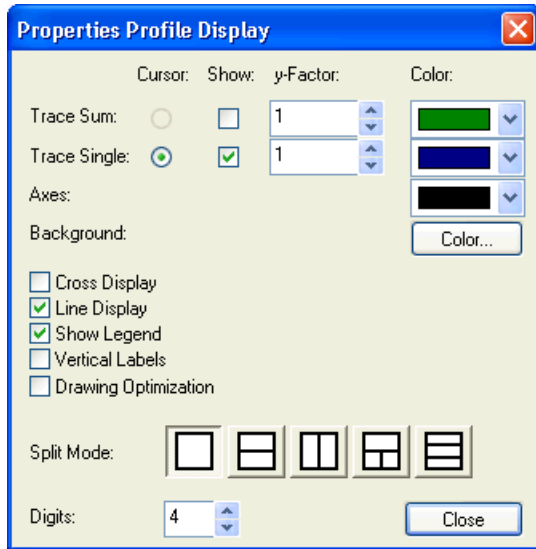 Properties Profile Display
Cursor: Show: y-Factor: Color:
Trace Sum: 1
Trace Single: 1
Axes:
Background: Color...
Cross Display
Line Display
Show Legend
Vertical Labels
Drawing Optimization
Split Mode:
Digits: 4 Close